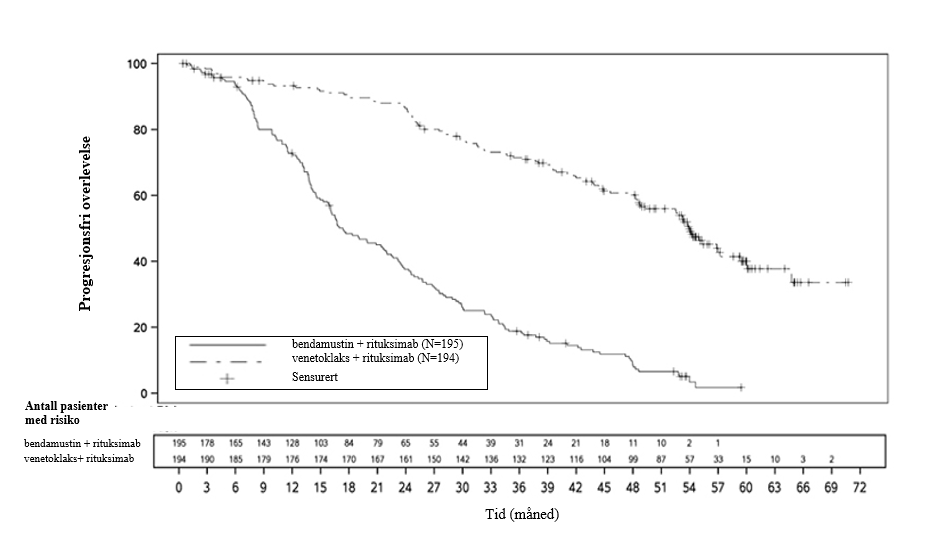 Progresjonsfri overlevelse
100
80
60
40
20
0
bendamustin + rituksimab (N=195)
venetoklaks + rituksimab (N=194)
Sensurert
Antall pasienter
med risiko
bendamustin + rituksimab 195 178 165 143 128 103 84 79 65 55 44 39 31 24 21 18 11 10 2 1
venetoklaks+ rituksimab 194 190 185 179 176 174 170 167 161 150 142 136 132 123 116 104 99 87 57 33 15 10 3 2
0 3 6 9 12 15 18 21 24 27 30 33 36 39 42 45 48 51 54 57 60 63 66 69 72
Tid (måned)